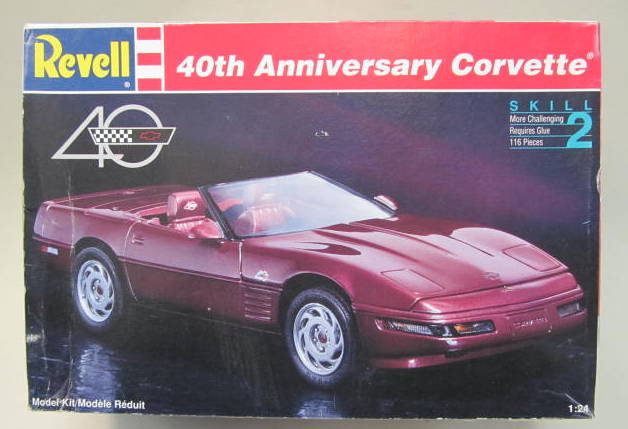 Revell®
40th Anniversary Corvette®
40
SKILL 2
More Challenging
Requires Glue
116 Pieces
Model Kit/Modèle Réduit
1:24